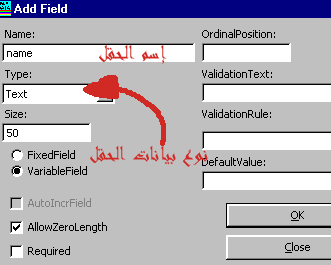 Add Field
Name:
OrdinalPosition:
name
إسم الحقل
Type:
ValidationText:
Text
Size:
ValidationRule:
50
نوع بيانات الحقل
FixedField
VariableField
DefaultValue:
AutoIncrField
AllowZeroLength
OK
Required
Close